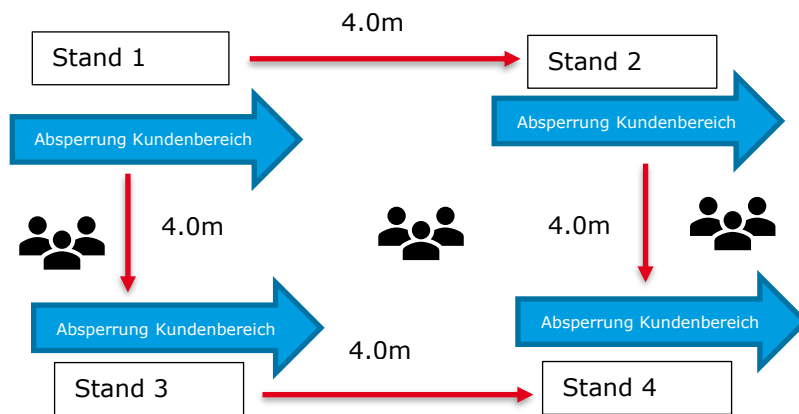 4.0m
Stand 1
Stand 2
Absperrung Kundenbereich
Absperrung Kundenbereich
4.0m
4.0m
Absperrung Kundenbereich
Absperrung Kundenbereich
4.0m
Stand 3
Stand 4